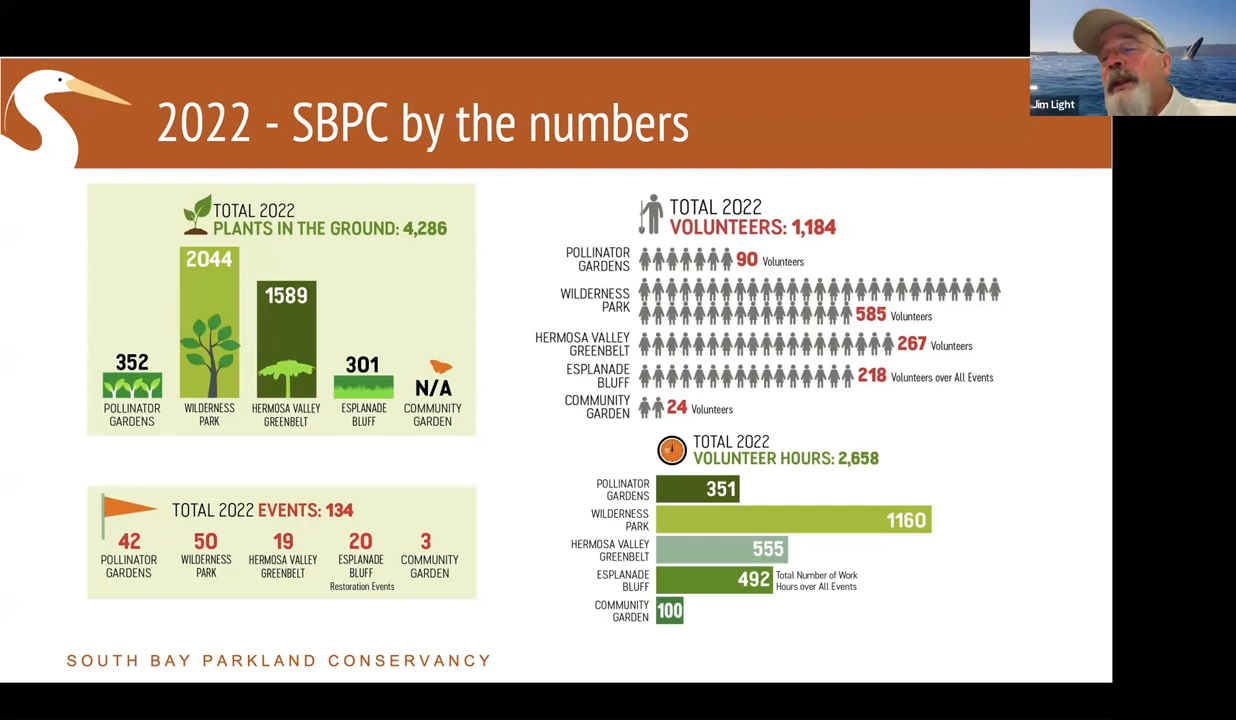 2022 - SBPC by the numbers
Jim Light
TOTAL 2022
PLANTS IN THE GROUND: 4,286
2044
1589
352
301
N/A
POLLINATOR
GARDENS
WILDERNESS
PARK
HERMOSA VALLEY
GREENBELT
ESPLANADE
BLUFF
COMMUNITY
GARDEN
TOTAL 2022 EVENTS: 134
42
POLLINATOR
GARDENS
50
WILDERNESS
PARK
19
HERMOSA VALLEY
GREENBELT
20
ESPLANADE
BLUFF
Restoration Events
3
COMMUNITY
GARDEN
TOTAL 2022
VOLUNTEERS: 1,184
POLLINATOR
GARDENS
90 Volunteers
WILDERNESS
PARK
585 Volunteers
HERMOSA VALLEY
GREENBELT
267 Volunteers
ESPLANADE
BLUFF
218 Volunteers over All Events
COMMUNITY
GARDEN
24 Volunteers
TOTAL 2022
VOLUNTEER HOURS: 2,658
POLLINATOR
GARDENS
351
WILDERNESS
PARK
1160
HERMOSA VALLEY
GREENBELT
555
ESPLANADE
BLUFF
492
Total Number of Work
Hours over All Events
COMMUNITY
GARDEN
100
SOUTH BAY PARKLAND CONSERVANCY